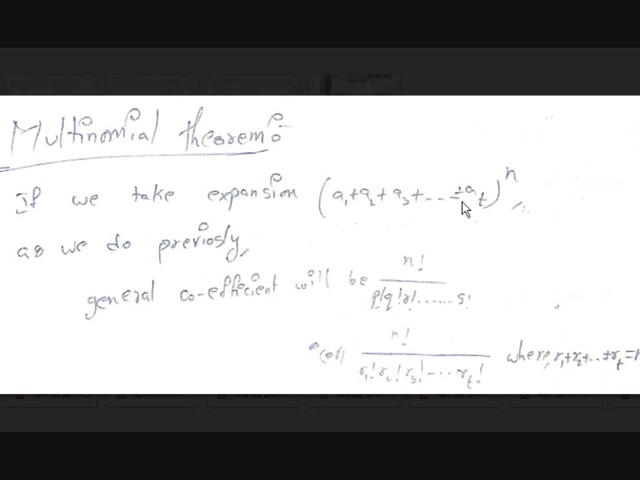 Multinomial theorem:
If we take expansion (a₁+a₂+a₃+...+aₜ)ⁿ
as we do previosly,
general co-efficient will be n!/(p!q!r!......s!)
(or) n!/(r₁!r₂!r₃!---rₜ!) where, r₁+r₂+..+rₜ=n